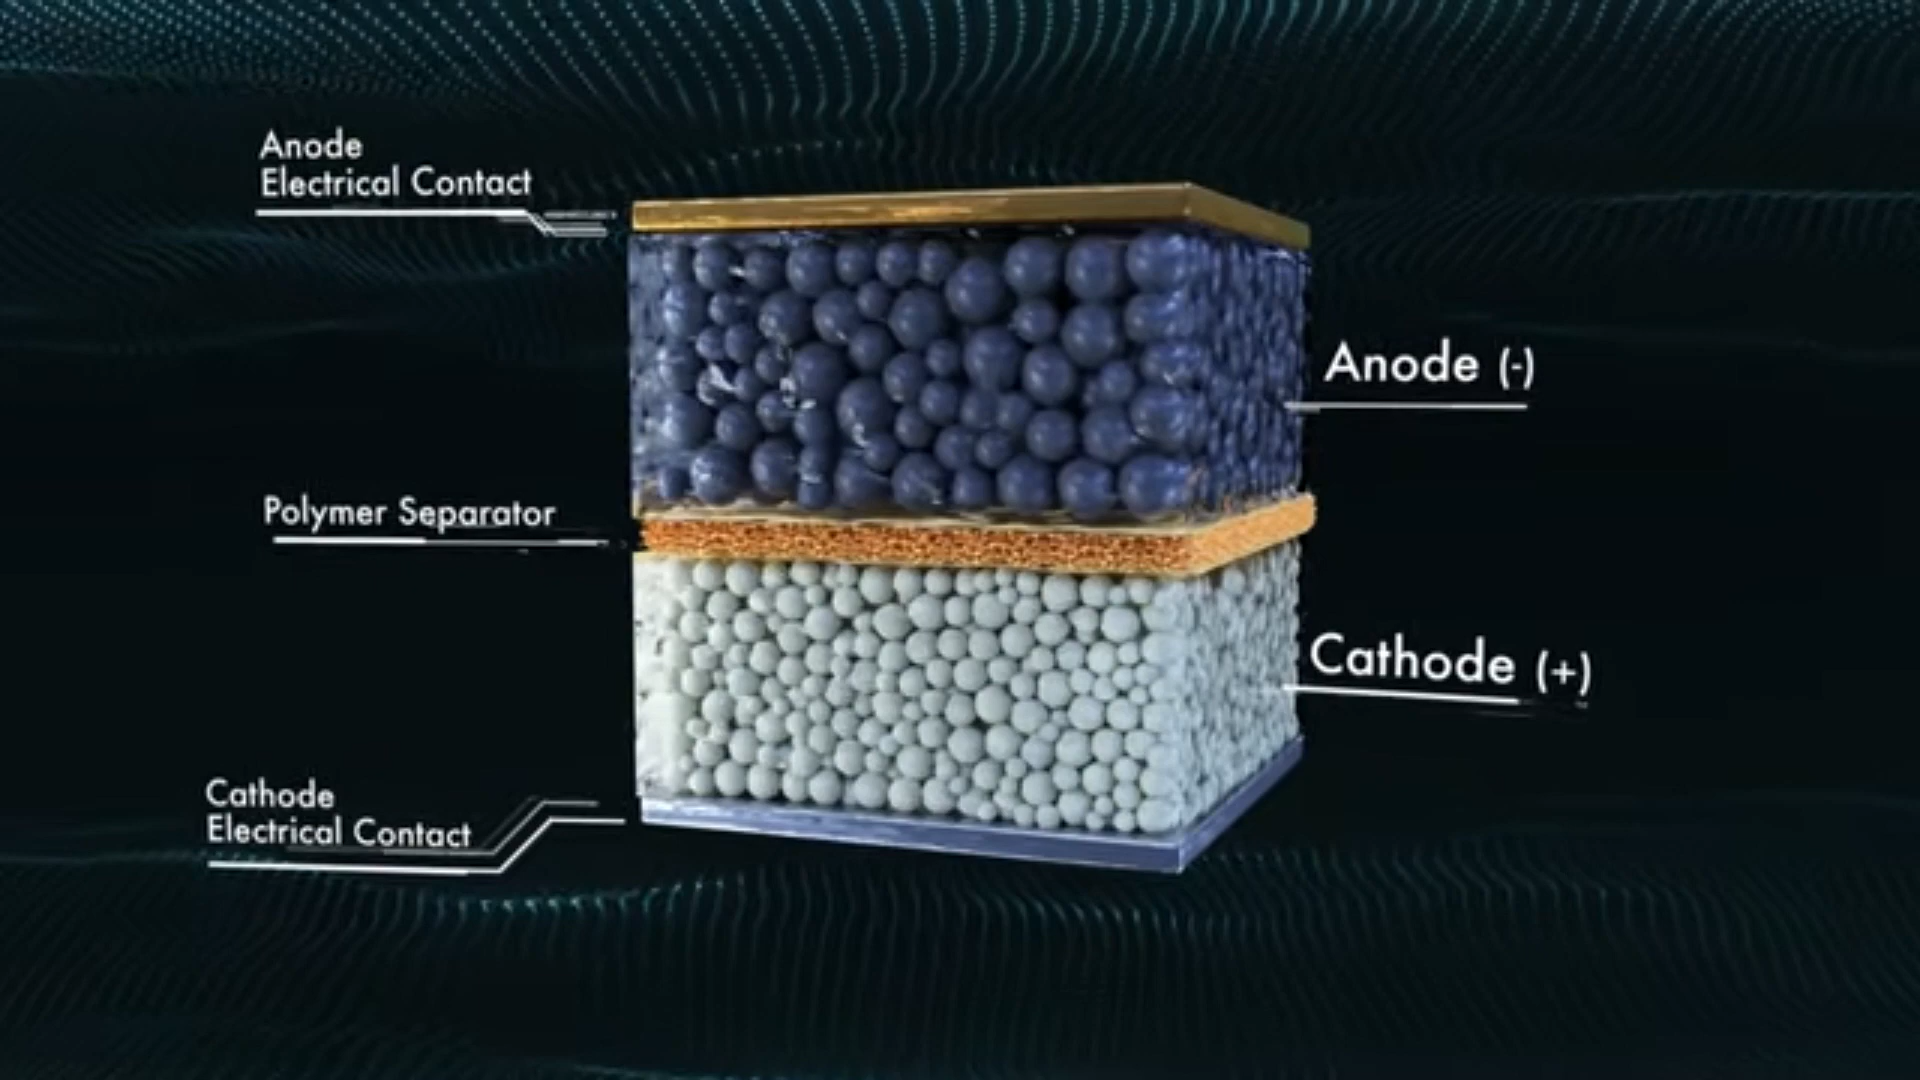 Anode
Electrical Contact
Anode (-)
Polymer Separator
Cathode (+)
Cathode
Electrical Contact